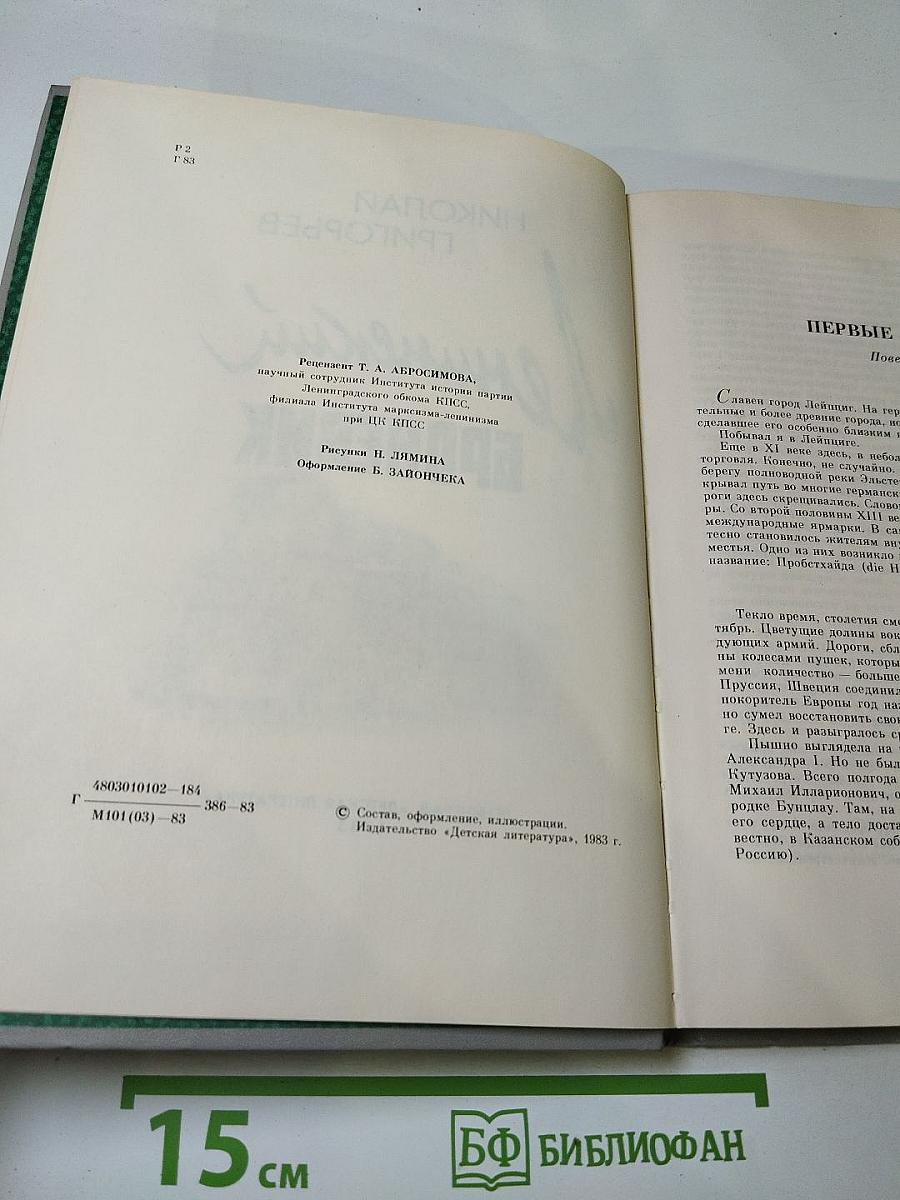 Р 2
Г 83
НИКОЛАЙ
ГРИГОРЬЕВ
Рецензент Т. А. АБРОСИМОВА,
научный сотрудник Института истории партии
Ленинградского обкома КПСС,
филиала Института марксизма-ленинизма
при ЦК КПСС
Рисунки Н. ЛЯМИНА
Оформление Б. ЗАЙОНЧЕКА
4803010102—184
Г 386—83
М101(03)—83
© Состав, оформление, иллюстрации.
Издательство «Детская литература», 1983 г.
ПЕРВЫЕ
Пове
Славен город Лейпциг. На гер
тельные и более древние города, но
сделавшее его особенно близким
Побывал я в Лейпциге.
Еще в XI веке здесь, в небол
торговля. Конечно, не случайно.
берегу полноводной реки Эльсте
крывал путь во многие германск
роги здесь скрещивались. Словом
ры. Со второй половины XIII ве
международные ярмарки. В са
тесно становилось жителям вну
местья. Одно из них возникло
название: Пробстхайда (die H
Текло время, столетия сме
тябрь. Цветущие долины вок
дующих армий. Дороги, сбл
ны колесами пушек, которы
мени количество — больше
Пруссия, Швеция соединил
покоритель Европы год наз
но сумел восстановить сво
ге. Здесь и разыгралось ср
Пышно выглядела на
Александра I. Но не был
Кутузова. Всего полгода
Михаил Илларионович, о
родке Бунцлау. Там, на
его сердце, а тело доста
вестно, в Казанском соб
Россию).
15 см
БФ БИБЛИОФАН